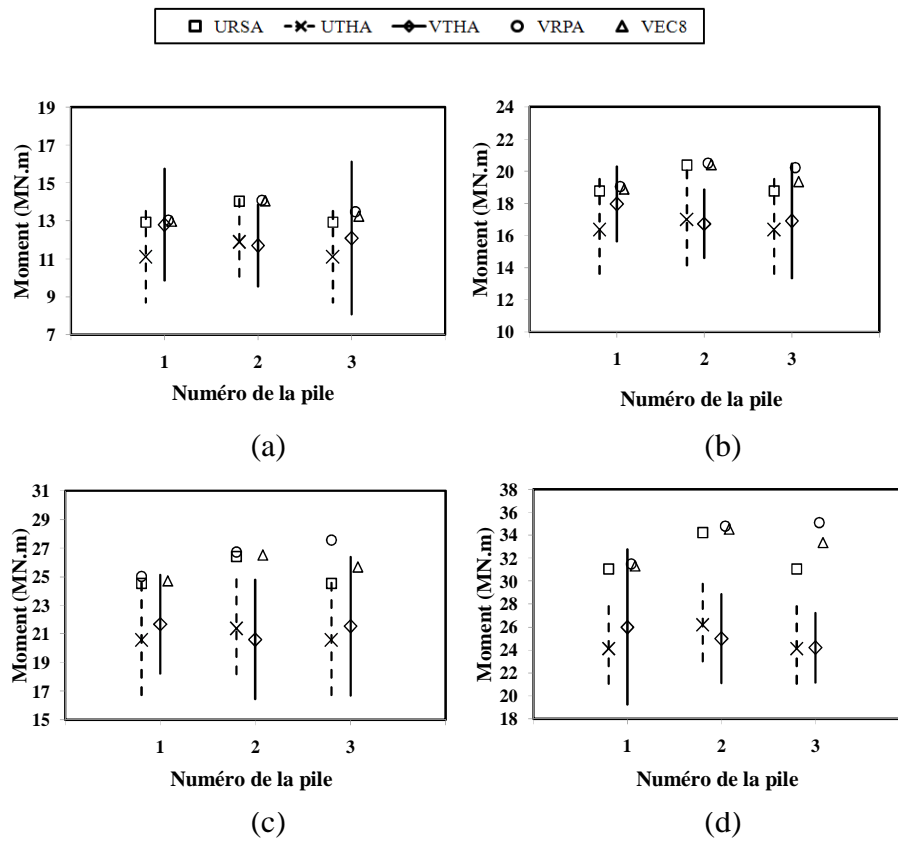 URSA UTHA VTHA VRPA VEC8
19
17
15
13
11
9
7
Moment (MN.m)
1 2 3
Numéro de la pile
(a)
24
22
20
18
16
14
12
10
Moment (MN.m)
1 2 3
Numéro de la pile
(b)
31
29
27
25
23
21
19
17
15
Moment (MN.m)
1 2 3
Numéro de la pile
(c)
38
36
34
32
30
28
26
24
22
20
18
Moment (MN.m)
1 2 3
Numéro de la pile
(d)